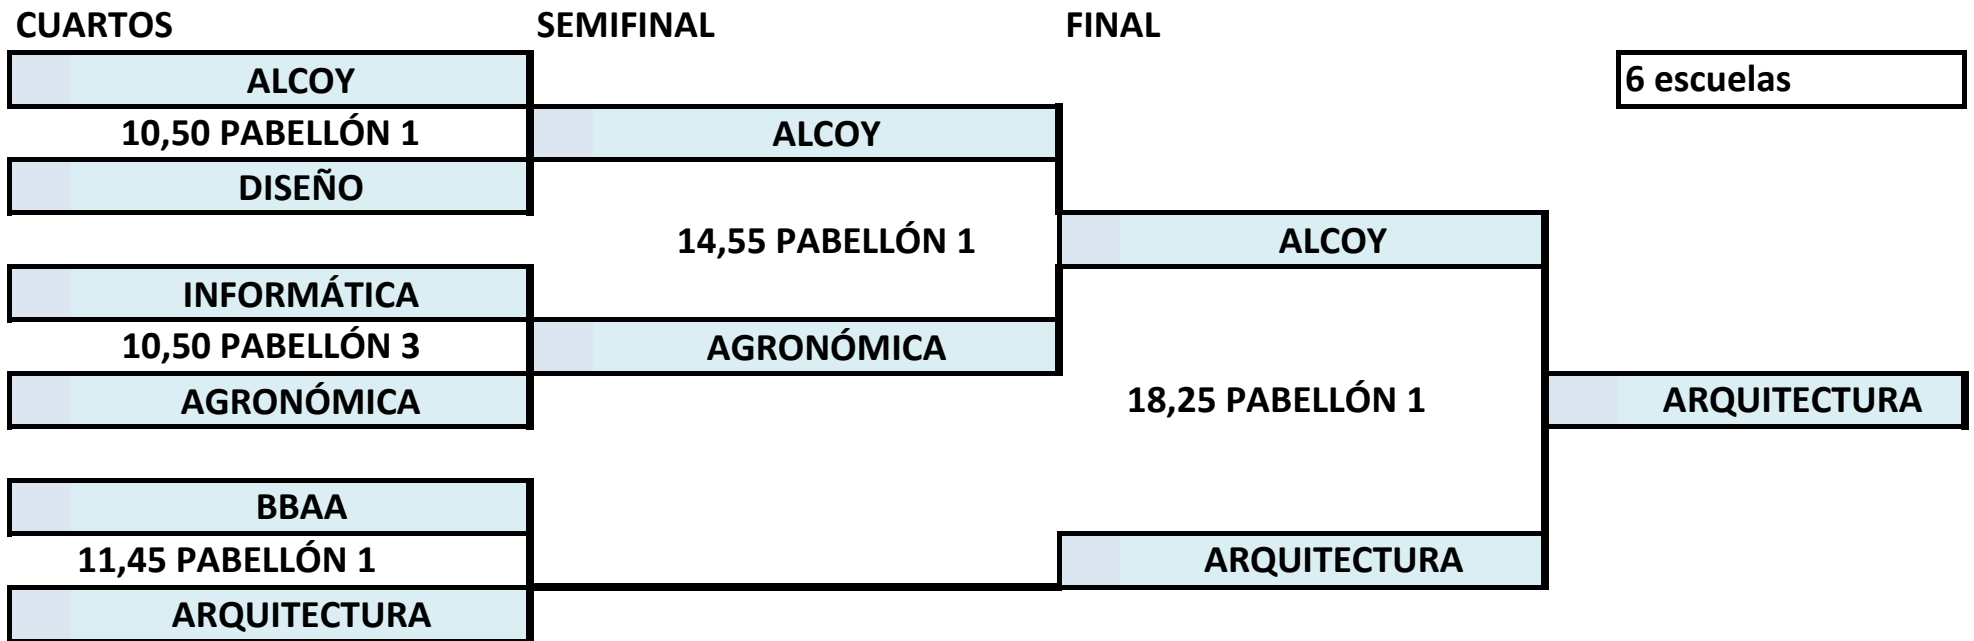 CUARTOS SEMIFINAL FINAL
ALCOY 6 escuelas
10,50 PABELLÓN 1 ALCOY
DISEÑO
14,55 PABELLÓN 1 ALCOY
INFORMÁTICA
10,50 PABELLÓN 3 AGRONÓMICA
AGRONÓMICA 18,25 PABELLÓN 1 ARQUITECTURA
BBAA
11,45 PABELLÓN 1 ARQUITECTURA
ARQUITECTURA